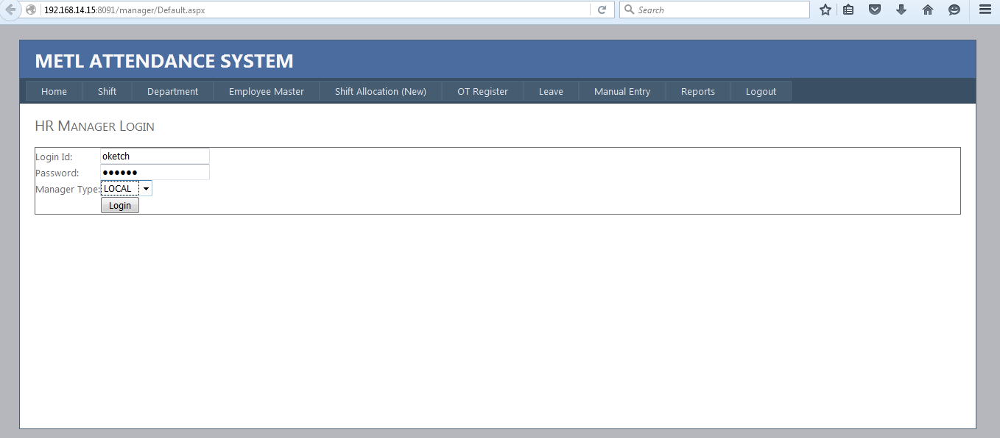 192.168.14.15:8091/manager/Default.aspx Search
METL ATTENDANCE SYSTEM
Home Shift Department Employee Master Shift Allocation (New) OT Register Leave Manual Entry Reports Logout
HR Manager Login
Login Id: oketch
Password: ●●●●●●
Manager Type: LOCAL
Login